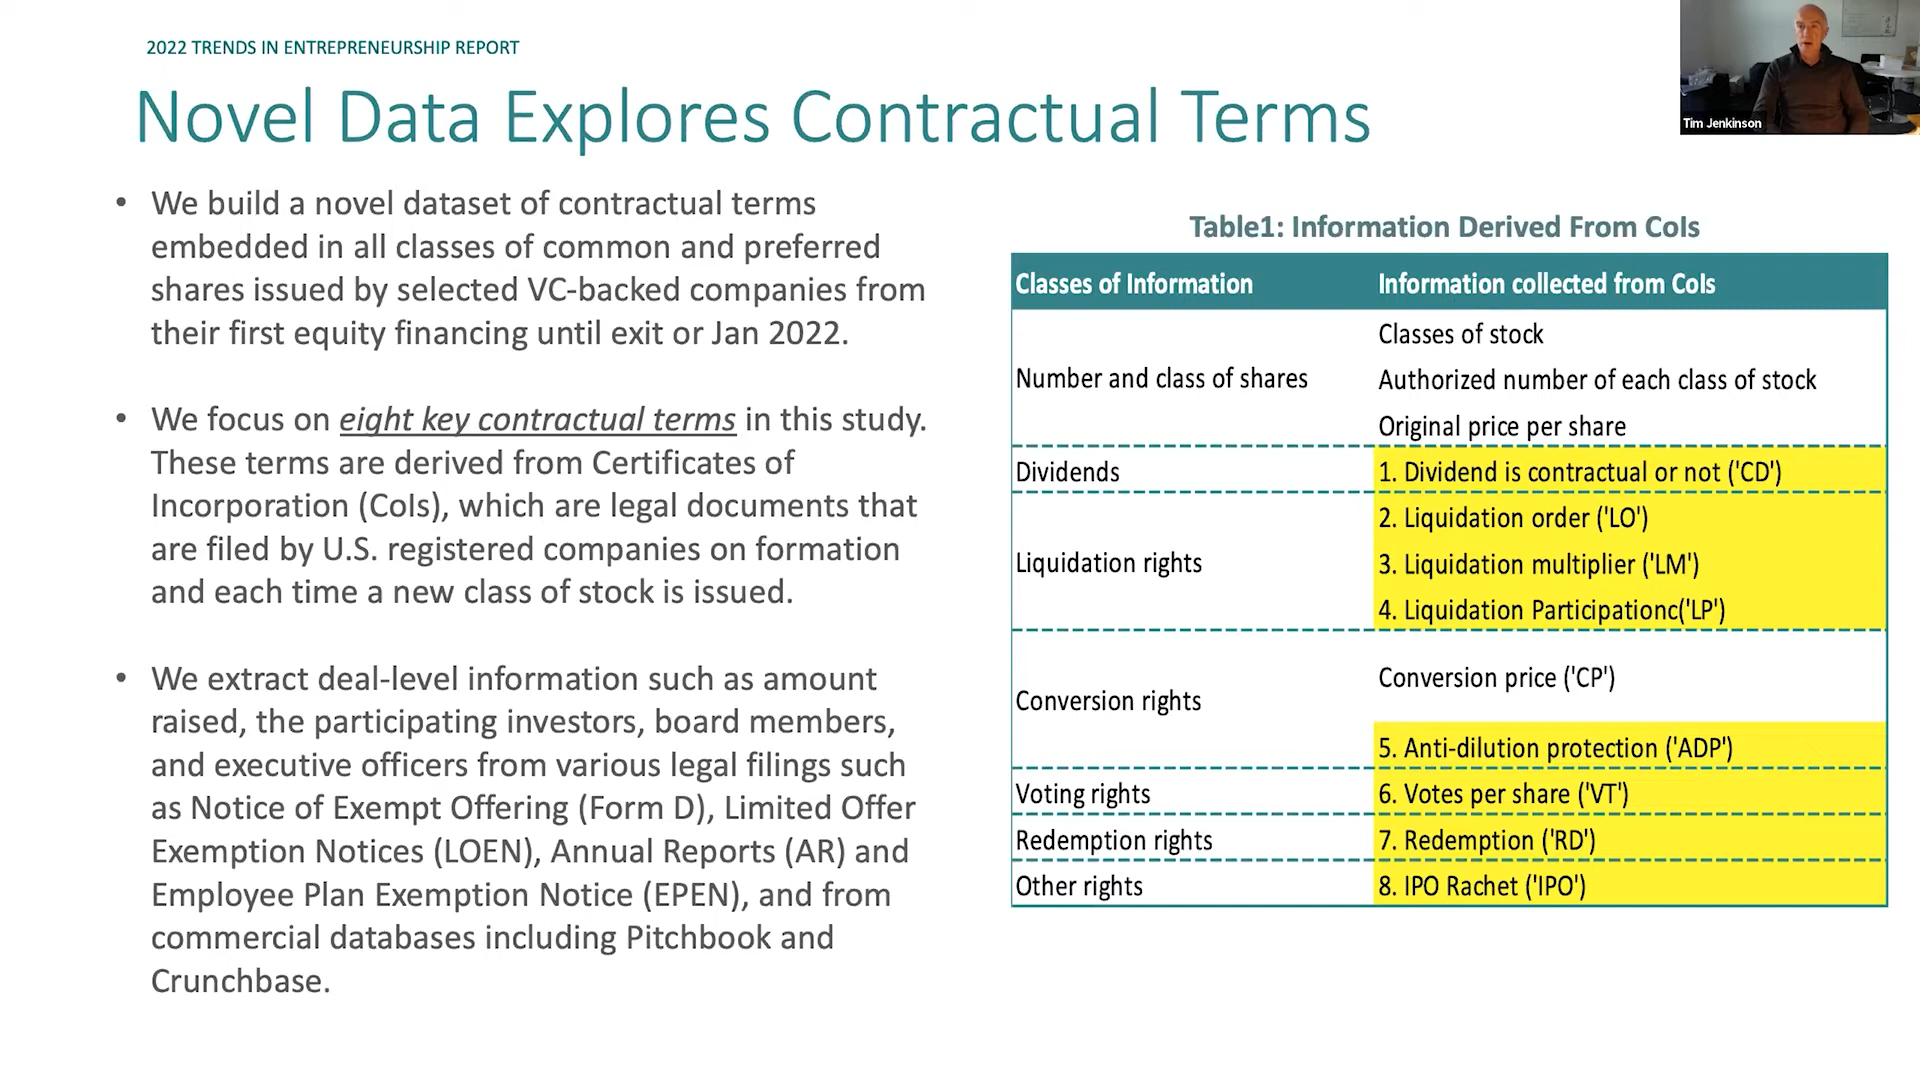 2022 TRENDS IN ENTREPRENEURSHIP REPORT
Novel Data Explores Contractual Terms
Tim Jenkinson
• We build a novel dataset of contractual terms
embedded in all classes of common and preferred
shares issued by selected VC-backed companies from
their first equity financing until exit or Jan 2022.
• We focus on eight key contractual terms in this study.
These terms are derived from Certificates of
Incorporation (CoIs), which are legal documents that
are filed by U.S. registered companies on formation
and each time a new class of stock is issued.
• We extract deal-level information such as amount
raised, the participating investors, board members,
and executive officers from various legal filings such
as Notice of Exempt Offering (Form D), Limited Offer
Exemption Notices (LOEN), Annual Reports (AR) and
Employee Plan Exemption Notice (EPEN), and from
commercial databases including Pitchbook and
Crunchbase.
Table1: Information Derived From CoIs
Classes of Information Information collected from CoIs
Number and class of shares
Classes of stock
Authorized number of each class of stock
Original price per share
Dividends 1. Dividend is contractual or not ('CD')
Liquidation rights
2. Liquidation order ('LO')
3. Liquidation multiplier ('LM')
4. Liquidation Participationc('LP')
Conversion rights
Conversion price ('CP')
5. Anti-dilution protection ('ADP')
Voting rights 6. Votes per share ('VT')
Redemption rights 7. Redemption ('RD')
Other rights 8. IPO Rachet ('IPO')